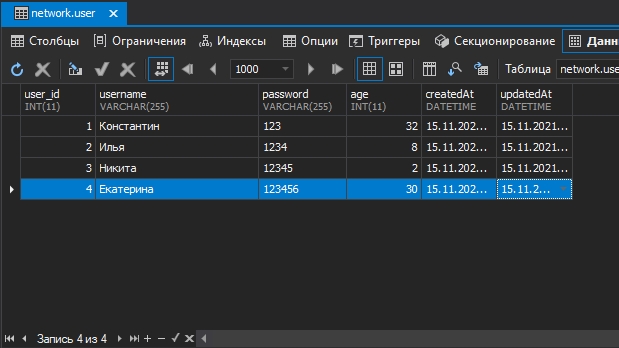 network.user
Столбцы Ограничения Индексы Опции Триггеры Секционирование Данн
1000 Таблица network.use
user_id username password age createdAt updatedAt
INT(11) VARCHAR(255) VARCHAR(255) INT(11) DATETIME DATETIME
1 Константин 123 32 15.11.202... 15.11.2021...
2 Илья 1234 8 15.11.202... 15.11.2021...
3 Никита 12345 2 15.11.202... 15.11.2021...
4 Екатерина 123456 30 15.11.202... 15.11.2...
Запись 4 из 4